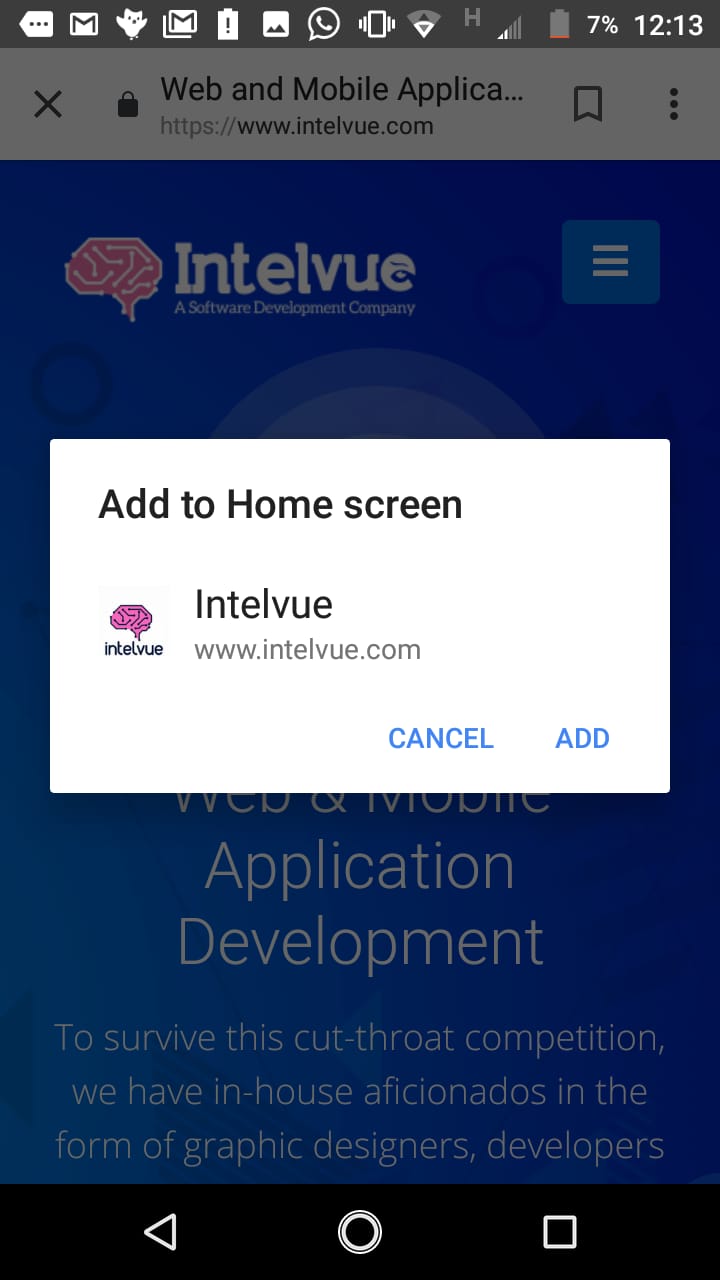 H 7% 12:13
Web and Mobile Applica...
https://www.intelvue.com
Intelvue
A Software Development Company
Add to Home screen
Intelvue
intelvue
www.intelvue.com
CANCEL ADD
Web & Mobile
Application
Development
To survive this cut-throat competition,
we have in-house aficionados in the
form of graphic designers, developers